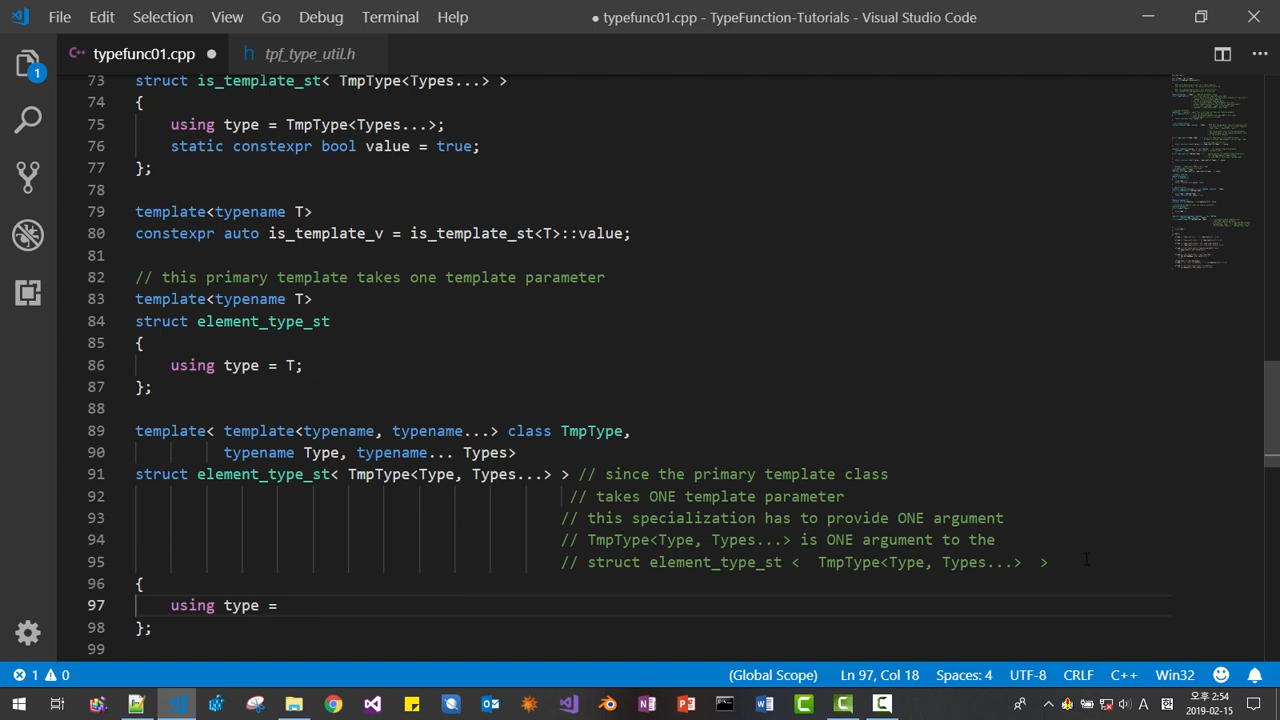 File Edit Selection View Go Debug Terminal Help ● typefunc01.cpp - TypeFunction-Tutorials - Visual Studio Code
C++ typefunc01.cpp ● h tpf_type_util.h
1
73 struct is_template_st< TmpType<Types...> >
74 {
75 using type = TmpType<Types...>;
76 static constexpr bool value = true;
77 };
78
79 template<typename T>
80 constexpr auto is_template_v = is_template_st<T>::value;
81
82 // this primary template takes one template parameter
83 template<typename T>
84 struct element_type_st
85 {
86 using type = T;
87 };
88
89 template< template<typename, typename...> class TmpType,
90 typename Type, typename... Types>
91 struct element_type_st< TmpType<Type, Types...> > // since the primary template class
92 // takes ONE template parameter
93 // this specialization has to provide ONE argument
94 // TmpType<Type, Types...> is ONE argument to the
95 // struct element_type_st < TmpType<Type, Types...> >
96 {
97 using type =
98 };
99
1 0 (Global Scope) Ln 97, Col 18 Spaces: 4 UTF-8 CRLF C++ Win32
A 오후 2:54
2019-02-15